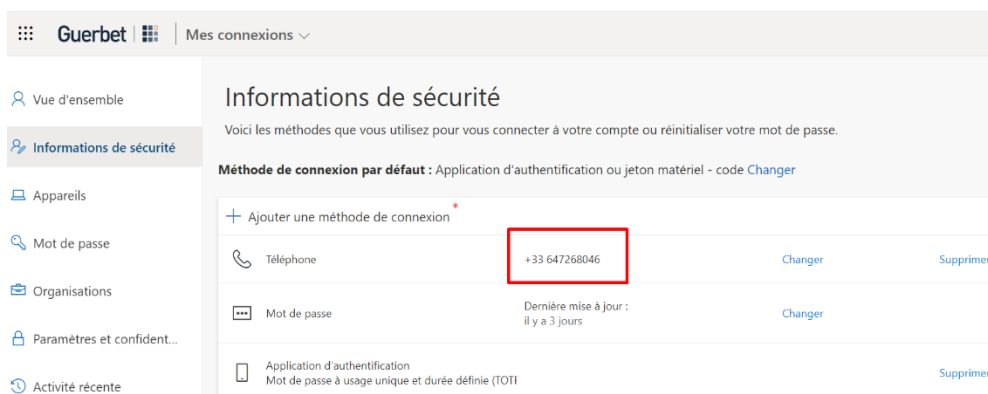 Guerbet Mes connexions
Vue d'ensemble
Informations de sécurité
Appareils
Mot de passe
Organisations
Paramètres et confident...
Activité récente
Informations de sécurité
Voici les méthodes que vous utilisez pour vous connecter à votre compte ou réinitialiser votre mot de passe.
Méthode de connexion par défaut : Application d'authentification ou jeton matériel - code Changer
+ Ajouter une méthode de connexion *
Téléphone +33 647268046 Changer Supprimer
Mot de passe Dernière mise à jour : Changer
il y a 3 jours
Application d'authentification
Mot de passe à usage unique et durée définie (TOTP Supprimer